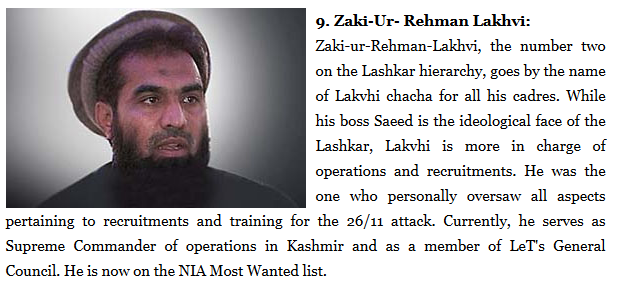 9. Zaki-Ur- Rehman Lakhvi:
Zaki-ur-Rehman-Lakhvi, the number two
on the Lashkar hierarchy, goes by the name
of Lakvhi chacha for all his cadres. While
his boss Saeed is the ideological face of the
Lashkar, Lakvhi is more in charge of
operations and recruitments. He was the
one who personally oversaw all aspects
pertaining to recruitments and training for the 26/11 attack. Currently, he serves as
Supreme Commander of operations in Kashmir and as a member of LeT's General
Council. He is now on the NIA Most Wanted list.